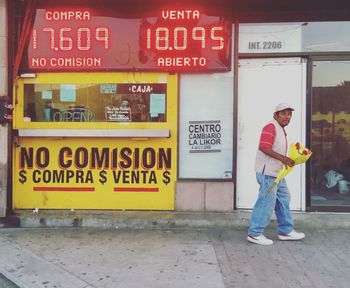 COMPRA VENTA
17.609 18.095
NO COMISION ABIERTO
INT. 2206
CAJA
OPEN
CENTRO
CAMBIARIO
LA LIKOR
NO COMISION
$ COMPRA $ VENTA $